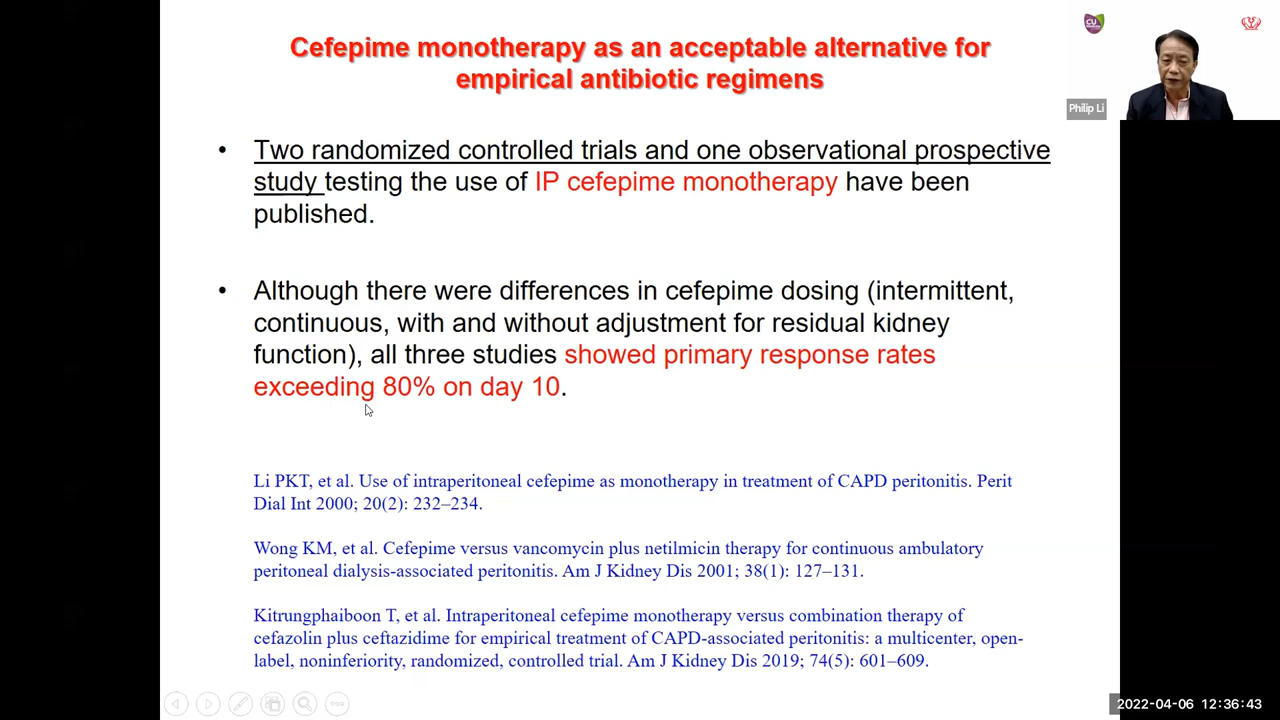 Cefepime monotherapy as an acceptable alternative for
empirical antibiotic regimens
CU
Philip Li
• Two randomized controlled trials and one observational prospective
study testing the use of IP cefepime monotherapy have been
published.
• Although there were differences in cefepime dosing (intermittent,
continuous, with and without adjustment for residual kidney
function), all three studies showed primary response rates
exceeding 80% on day 10.
Li PKT, et al. Use of intraperitoneal cefepime as monotherapy in treatment of CAPD peritonitis. Perit
Dial Int 2000; 20(2): 232–234.
Wong KM, et al. Cefepime versus vancomycin plus netilmicin therapy for continuous ambulatory
peritoneal dialysis-associated peritonitis. Am J Kidney Dis 2001; 38(1): 127–131.
Kitrungphaiboon T, et al. Intraperitoneal cefepime monotherapy versus combination therapy of
cefazolin plus ceftazidime for empirical treatment of CAPD-associated peritonitis: a multicenter, open-
label, noninferiority, randomized, controlled trial. Am J Kidney Dis 2019; 74(5): 601–609.
2022-04-06 12:36:43